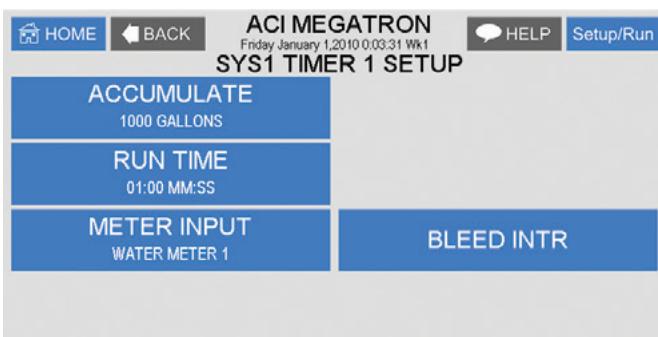 HOME
BACK
ACI MEGATRON
HELP
Setup/Run
Friday January 1,2010 0:03:31 Wk1
SYS1 TIMER 1 SETUP
ACCUMULATE
1000 GALLONS
RUN TIME
01:00 MM:SS
METER INPUT
WATER METER 1
BLEED INTR